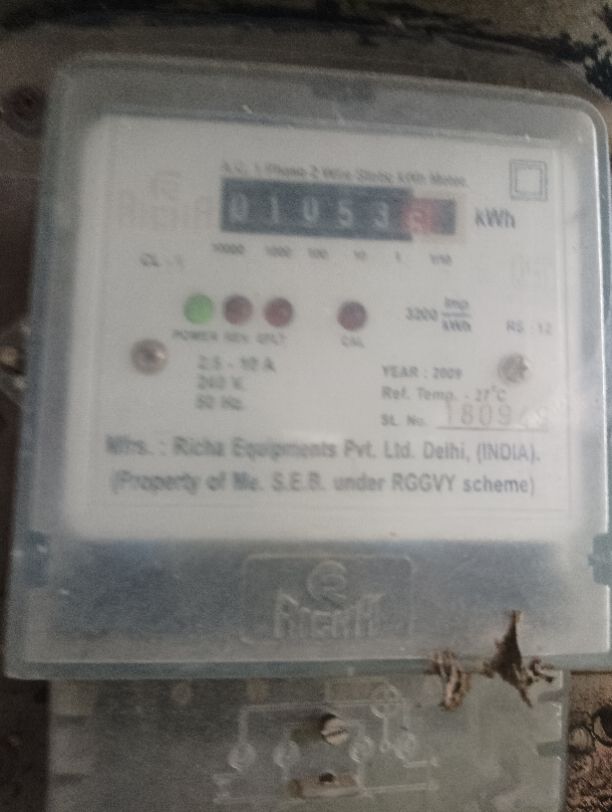 A.C. 1 Phase 2 Wire Static kWh Meter
0 1 0 5 3
kWh
10000 1000 100 10 1 1/10
POWER REV. EFLT
CAL
3200 Imp/kWh
2.5 - 10 A
240 V.
50 Hz.
YEAR : 2009
Ref. Temp. - 27°C
SL. No.
Mfrs. : Richa Equipments Pvt. Ltd. Delhi, (INDIA).
(Property of Me. S.E.B. under RGGVY scheme)
RICHA